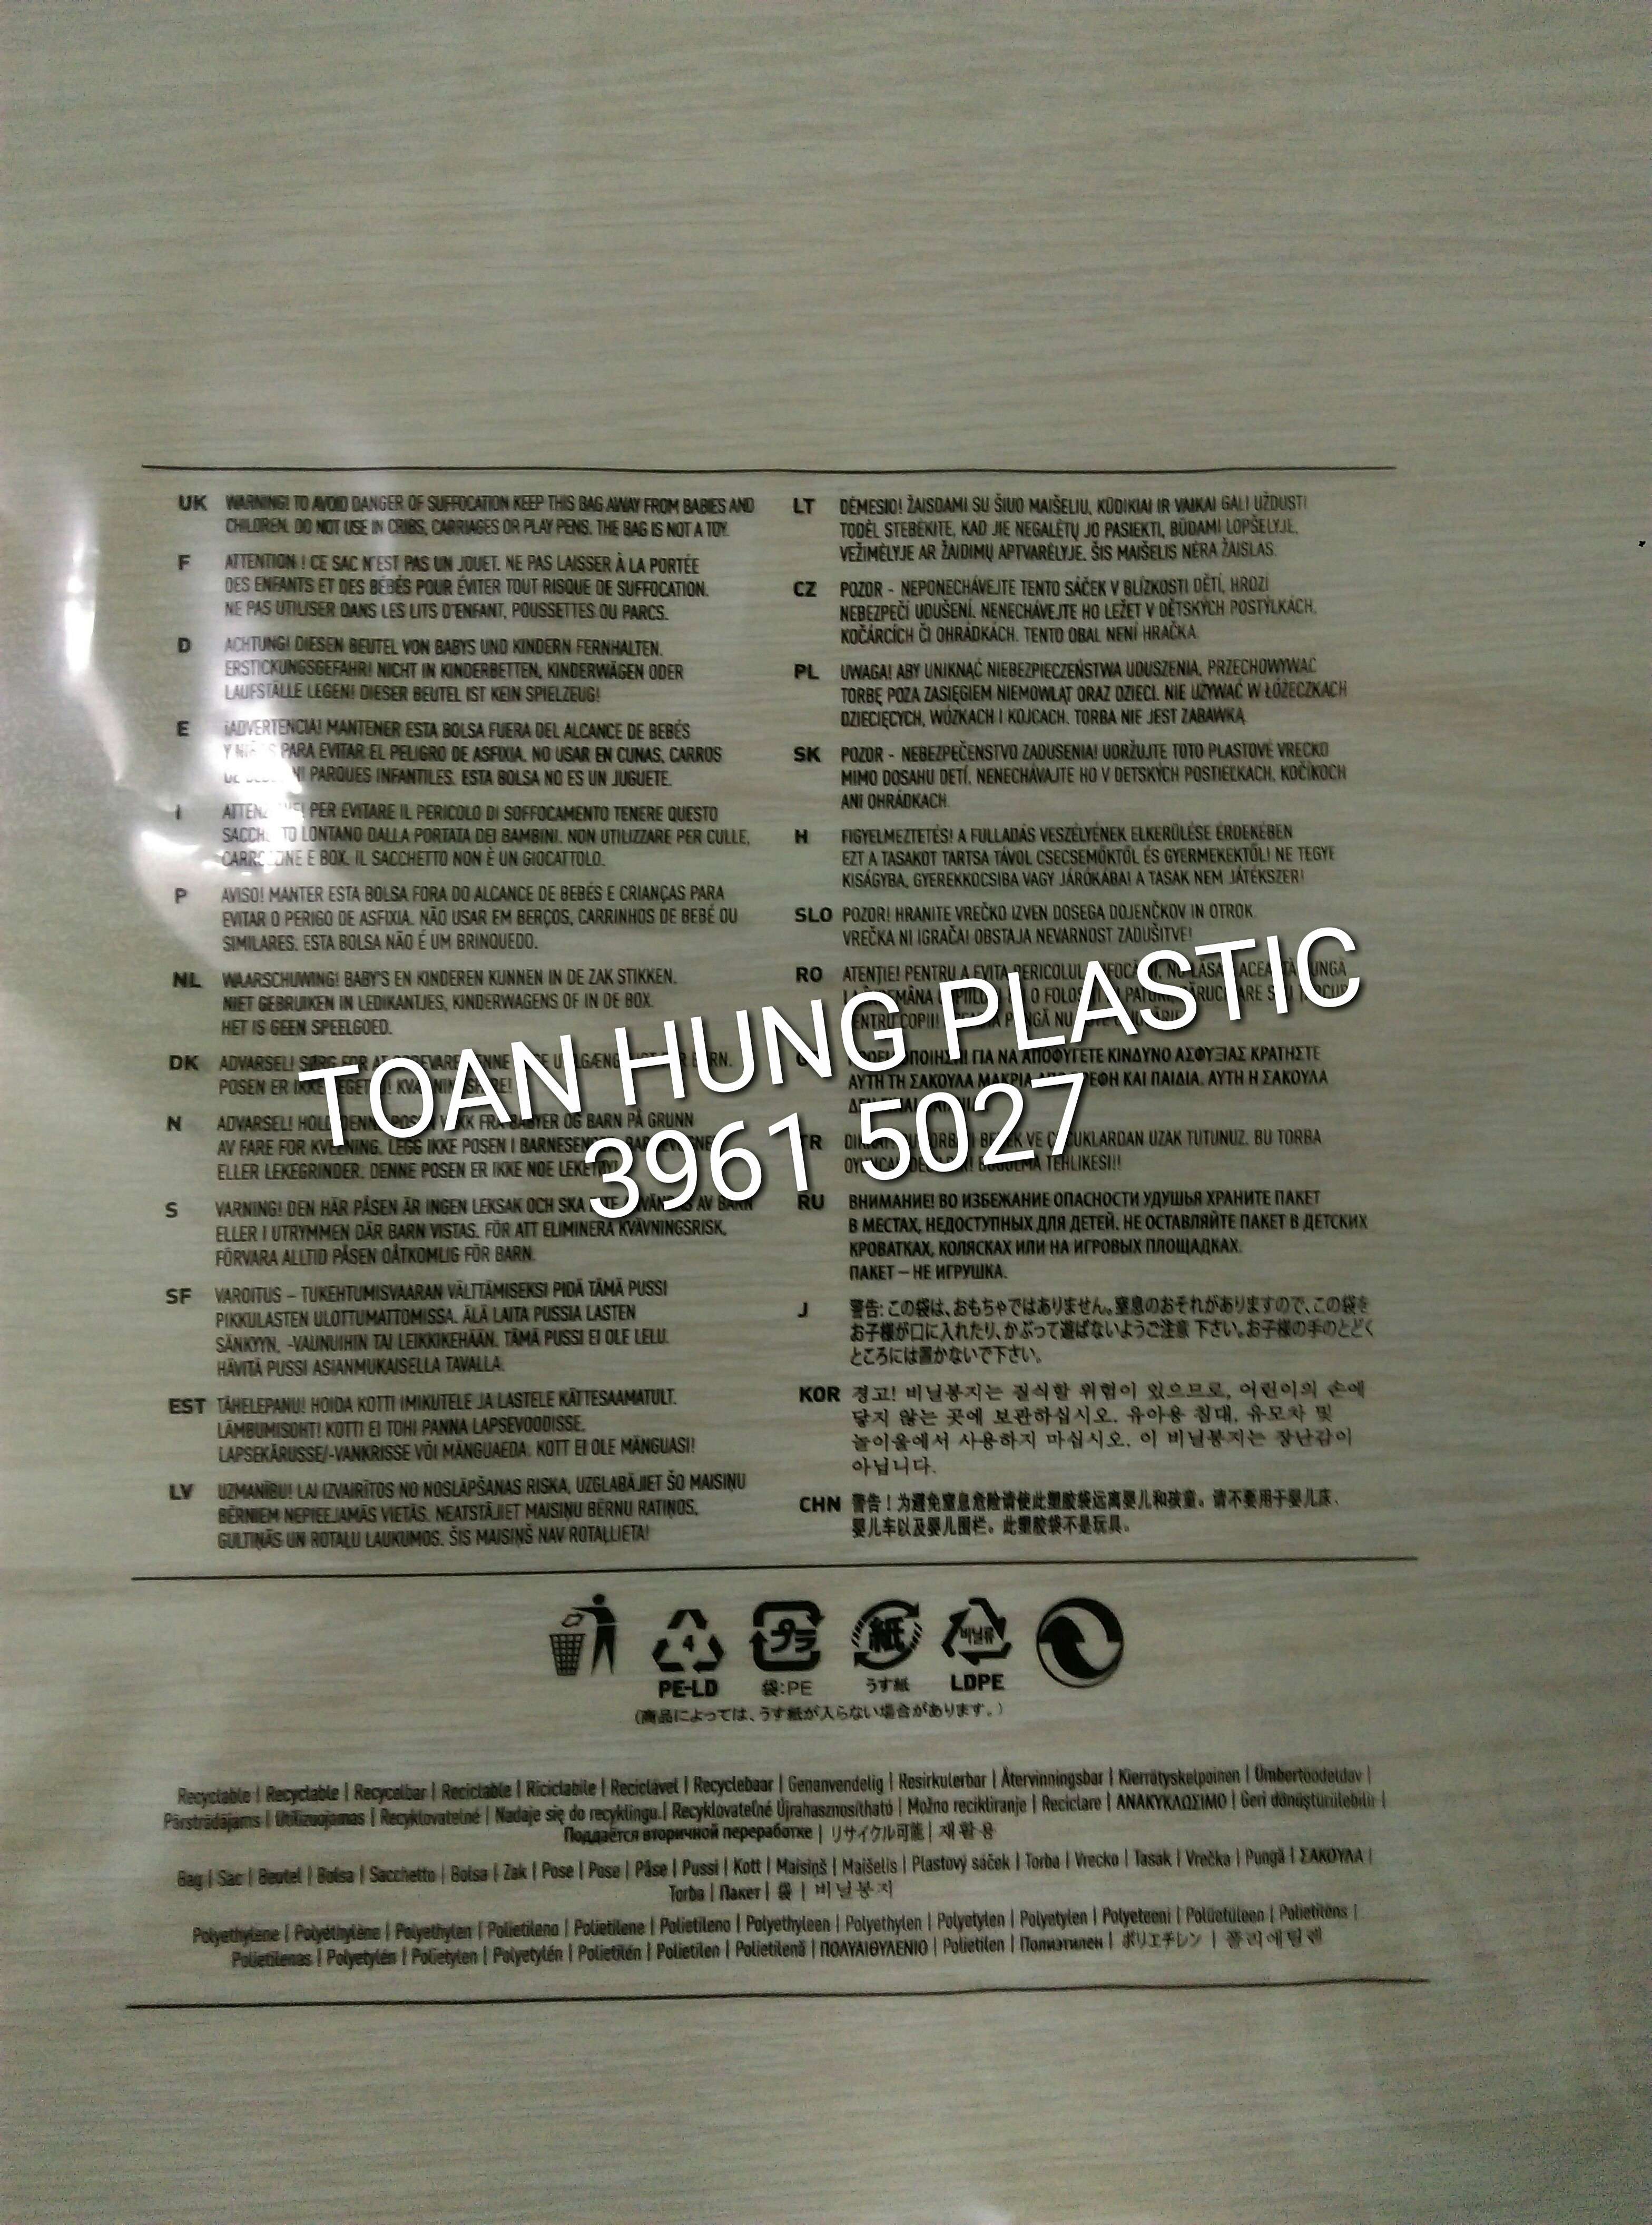 UK WARNING! TO AVOID DANGER OF SUFFOCATION KEEP THIS BAG AWAY FROM BABIES AND
CHILDREN. DO NOT USE IN CRIBS, CARRIAGES OR PLAY PENS. THE BAG IS NOT A TOY.
F ATTENTION ! CE SAC N'EST PAS UN JOUET. NE PAS LAISSER À LA PORTÉE
DES ENFANTS ET DES BÉBÉS POUR ÉVITER TOUT RISQUE DE SUFFOCATION.
NE PAS UTILISER DANS LES LITS D'ENFANT, POUSSETTES OU PARCS.
D ACHTUNG! DIESEN BEUTEL VON BABYS UND KINDERN FERNHALTEN.
ERSTICKUNGSGEFAHR! NICHT IN KINDERBETTEN, KINDERWÄGEN ODER
LAUFSTÄLLE LEGEN! DIESER BEUTEL IST KEIN SPIELZEUG!
E ¡ADVERTENCIA! MANTENER ESTA BOLSA FUERA DEL ALCANCE DE BEBÉS
Y PARA EVITAR EL PELIGRO DE ASFIXIA. NO USAR EN CUNAS, CARROS
NI PARQUES INFANTILES. ESTA BOLSA NO ES UN JUGUETE.
I PER EVITARE IL PERICOLO DI SOFFOCAMENTO TENERE QUESTO
LONTANO DALLA PORTATA DEI BAMBINI. NON UTILIZZARE PER CULLE,
E BOX. IL SACCHETTO NON È UN GIOCATTOLO.
P AVISO! MANTER ESTA BOLSA FORA DO ALCANCE DE BEBÉS E CRIANÇAS PARA
EVITAR O PERIGO DE ASFIXIA. NÃO USAR EM BERÇOS, CARRINHOS DE BEBÉ OU
SIMILARES. ESTA BOLSA NÃO É UM BRINQUEDO.
NL WAARSCHUWING! BABY'S EN KINDEREN KUNNEN IN DE ZAK STIKKEN.
NIET GEBRUIKEN IN LEDIKANTJES, KINDERWAGENS OF IN DE BOX.
HET IS GEEN SPEELGOED.
DK ADVARSEL! SØRG FOR AT
POSEN ER IKKE
N ADVARSEL! HOLD FRA BABYER OG BARN PÅ GRUNN
AV FARE FOR KVELNING. LEGG IKKE POSEN I
ELLER LEKEGRINDER. DENNE POSEN ER IKKE NOE
S VARNING! DEN HÄR PÅSEN ÄR INGEN LEKSAK OCH SKA AV BARN
ELLER I UTRYMMEN DÄR BARN VISTAS. FÖR ATT ELIMINERA KVÄVNINGSRISK,
FÖRVARA ALLTID PÅSEN OÅTKOMLIG FÖR BARN.
SF VAROITUS – TUKEHTUMISVAARAN VÄLTTÄMISEKSI PIDÄ TÄMÄ PUSSI
PIKKULASTEN ULOTTUMATTOMISSA. ÄLÄ LAITA PUSSIA LASTEN
SÄNKYYN, -VAUNUIHIN TAI LEIKKIKEHÄÄN. TÄMÄ PUSSI EI OLE LELU.
HÄVITÄ PUSSI ASIANMUKAISELLA TAVALLA.
EST TÄHELEPANU! HOIDA KOTTI IMIKUTELE JA LASTELE KÄTTESAAMATULT.
LÄMBUMISOHT! KOTTI EI TOHI PANNA LAPSEVOODISSE,
LAPSEKÄRUSSE/-VANKRISSE VÕI MÄNGUAEDA. KOTT EI OLE MÄNGUASI!
LV UZMANĪBU! LAI IZVAIRĪTOS NO NOSLĀPŠANAS RISKA, UZGLABĀJIET ŠO MAISIŅU
BĒRNIEM NEPIEEJAMĀS VIETĀS. NEATSTĀJIET MAISIŅU BĒRNU RATIŅOS,
GULTIŅĀS UN ROTAĻU LAUKUMOS. ŠIS MAISIŅŠ NAV ROTAĻLIETA!
LT DĖMESIO! ŽAISDAMI SU ŠIUO MAIŠELIU, KŪDIKIAI IR VAIKAI GALI UŽDUSTI
TODĖL STEBĖKITE, KAD JIE NEGALĖTŲ JO PASIEKTI, BŪDAMI LOPŠELYJE,
VEŽIMĖLYJE AR ŽAIDIMŲ APTVARĖLYJE. ŠIS MAIŠELIS NĖRA ŽAISLAS.
CZ POZOR - NEPONECHÁVEJTE TENTO SÁČEK V BLÍZKOSTI DĚTÍ, HROZÍ
NEBEZPEČÍ UDUŠENÍ. NENECHÁVEJTE HO LEŽET V DĚTSKÝCH POSTÝLKÁCH,
KOČÁRCÍCH ČI OHRÁDKÁCH. TENTO OBAL NENÍ HRAČKA.
PL UWAGA! ABY UNIKNĄĆ NIEBEZPIECZEŃSTWA UDUSZENIA, PRZECHOWYWAĆ
TORBĘ POZA ZASIĘGIEM NIEMOWLĄT ORAZ DZIECI. NIE UŻYWAĆ W ŁÓŻECZKACH
DZIECIĘCYCH, WÓZKACH I KOJCACH. TORBA NIE JEST ZABAWKĄ.
SK POZOR - NEBEZPEČENSTVO ZADUSENIA! UDRŽUJTE TOTO PLASTOVÉ VRECKO
MIMO DOSAHU DETÍ. NENECHÁVAJTE HO V DETSKÝCH POSTIEĽKACH, KOČÍKOCH
ANI OHRÁDKACH.
H FIGYELMEZTETÉS! A FULLADÁS VESZÉLYÉNEK ELKERÜLÉSE ÉRDEKÉBEN
EZT A TASAKOT TARTSA TÁVOL CSECSEMŐKTŐL ÉS GYERMEKEKTŐL! NE TEGYE
KISÁGYBA, GYEREKKOCSIBA VAGY JÁRÓKÁBA! A TASAK NEM JÁTÉKSZER!
SLO POZOR! HRANITE VREČKO IZVEN DOSEGA DOJENČKOV IN OTROK.
VREČKA NI IGRAČA! OBSTAJA NEVARNOST ZADUŠITVE!
RO ATENȚIE! PENTRU A EVITA PERICOLUL
O
COPII! NU
ΓΙΑ ΝΑ ΑΠΟΦΥΓΕΤΕ ΚΙΝΔΥΝΟ ΑΣΦΥΞΙΑΣ ΚΡΑΤΗΣΤΕ
ΑΥΤΗ ΤΗ ΣΑΚΟΥΛΑ ΜΑΚΡΙΑ ΚΑΙ ΠΑΙΔΙΑ. ΑΥΤΗ Η ΣΑΚΟΥΛΑ
TR VE UZAK TUTUNUZ. BU TORBA
TEHLIKESI!!
TOAN HUNG PLASTIC
3961 5027
RU ВНИМАНИЕ! ВО ИЗБЕЖАНИЕ ОПАСНОСТИ УДУШЬЯ ХРАНИТЕ ПАКЕТ
В МЕСТАХ, НЕДОСТУПНЫХ ДЛЯ ДЕТЕЙ. НЕ ОСТАВЛЯЙТЕ ПАКЕТ В ДЕТСКИХ
КРОВАТКАХ, КОЛЯСКАХ ИЛИ НА ИГРОВЫХ ПЛОЩАДКАХ.
ПАКЕТ – НЕ ИГРУШКА.
J 警告: この袋は、おもちゃではありません。窒息のおそれがありますので、この袋を
お子様が口に入れたり、かぶって遊ばないようご注意 下さい。お子様の手のとどく
ところには置かないで下さい。
KOR 경고! 비닐봉지는 질식할 위험이 있으므로, 어린이의 손에
닿지 않는 곳에 보관하십시오. 유아용 침대, 유모차 및
놀이울에서 사용하지 마십시오. 이 비닐봉지는 장난감이
아닙니다.
CHN 警告！为避免窒息危险请使此塑胶袋远离婴儿和孩童。请不要用于婴儿床、
婴儿车以及婴儿围栏。此塑胶袋不是玩具。
4 プラ 紙 비닐류
PE-LD 袋:PE うす紙 LDPE
(商品によっては、うす紙が入らない場合があります。)
Recyclable | Recyclable | Recycelbar | Reciclable | Riciclabile | Reciclável | Recyclebaar | Genanvendelig | Resirkulerbar | Återvinningsbar | Kierrätyskelpoinen | Ümbertöödeldav |
Pārstrādājams | Utilizuojamas | Recyklovatelné | Nadaje się do recyklingu.| Recyklovateľné Újrahasznosítható | Možno recikliranje | Reciclare | ΑΝΑΚΥΚΛΩΣΙΜΟ | Geri dönüştürülebilir |
Поддаётся вторичной переработке | リサイクル可能 | 재활용
Bag | Sac | Beutel | Bolsa | Sacchetto | Bolsa | Zak | Pose | Pose | Påse | Pussi | Kott | Maisiņš | Maišelis | Plastový sáček | Torba | Vrecko | Tasak | Vrečka | Pungă | ΣΑΚΟΥΛΑ |
Torba | Пакет | 袋 | 비닐봉지
Polyethylene | Polyéthylène | Polyethylen | Polietileno | Polietilene | Polietileno | Polyethyleen | Polyethylen | Polyetylen | Polyetylen | Polyeteeni | Polüetüleen | Polietilēns |
Polietilenas | Polyetylén | Polietylen | Polyetylén | Polietilén | Polietilen | Polietilenă | ΠΟΛΥΑΙΘΥΛΕΝΙΟ | Polietilen | Полиэтилен | ポリエチレン | 폴리에틸렌